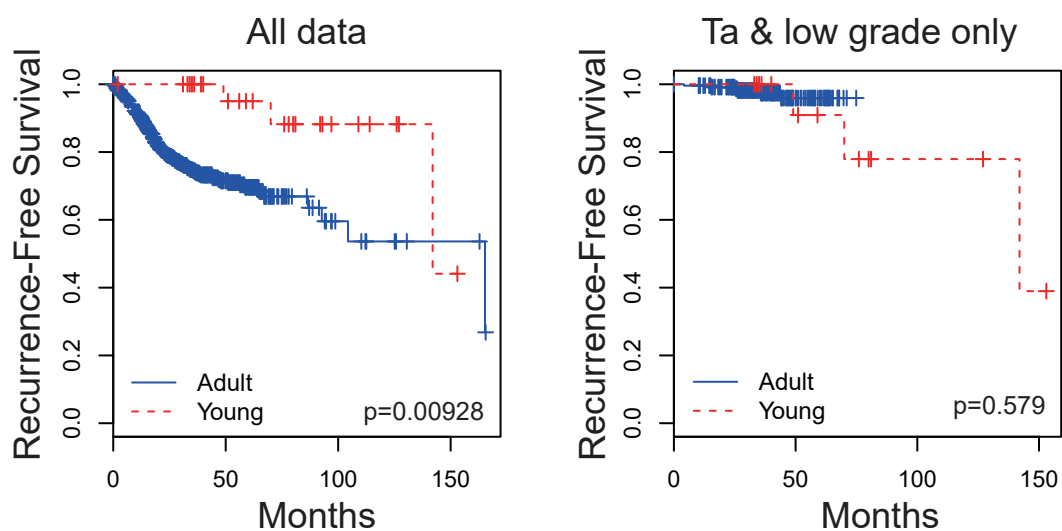 All data
Recurrence-Free Survival
1.0
0.8
0.6
0.4
0.2
0.0
Adult
Young
p=0.00928
0 50 100 150
Months
Ta & low grade only
Recurrence-Free Survival
1.0
0.8
0.6
0.4
0.2
0.0
Adult
Young
p=0.579
0 50 100 150
Months